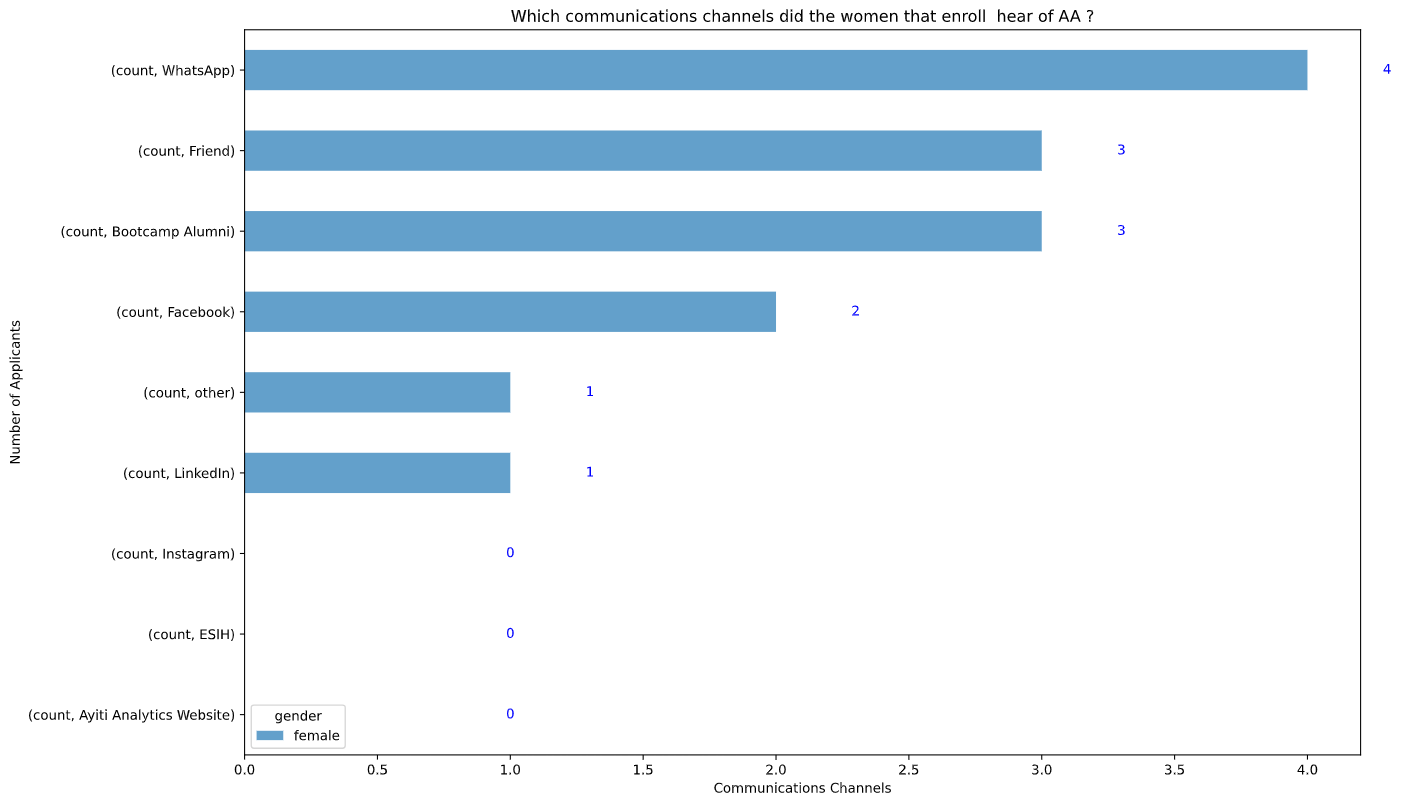 Which communications channels did the women that enroll  hear of AA ?
(count, WhatsApp)
4
(count, Friend)
3
(count, Bootcamp Alumni)
3
(count, Facebook)
2
(count, other)
1
(count, LinkedIn)
1
(count, Instagram)
0
(count, ESIH)
0
(count, Ayiti Analytics Website)
0
Number of Applicants
gender
female
0.0 0.5 1.0 1.5 2.0 2.5 3.0 3.5 4.0
Communications Channels